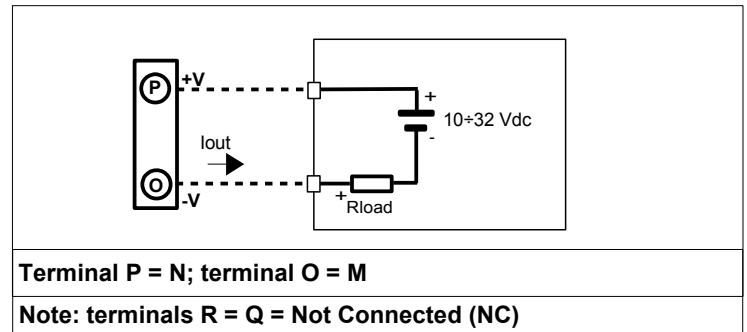 P
+V
+
10÷32 Vdc
-
Iout
O
-V
+
Rload
Terminal P = N; terminal O = M
Note: terminals R = Q = Not Connected (NC)